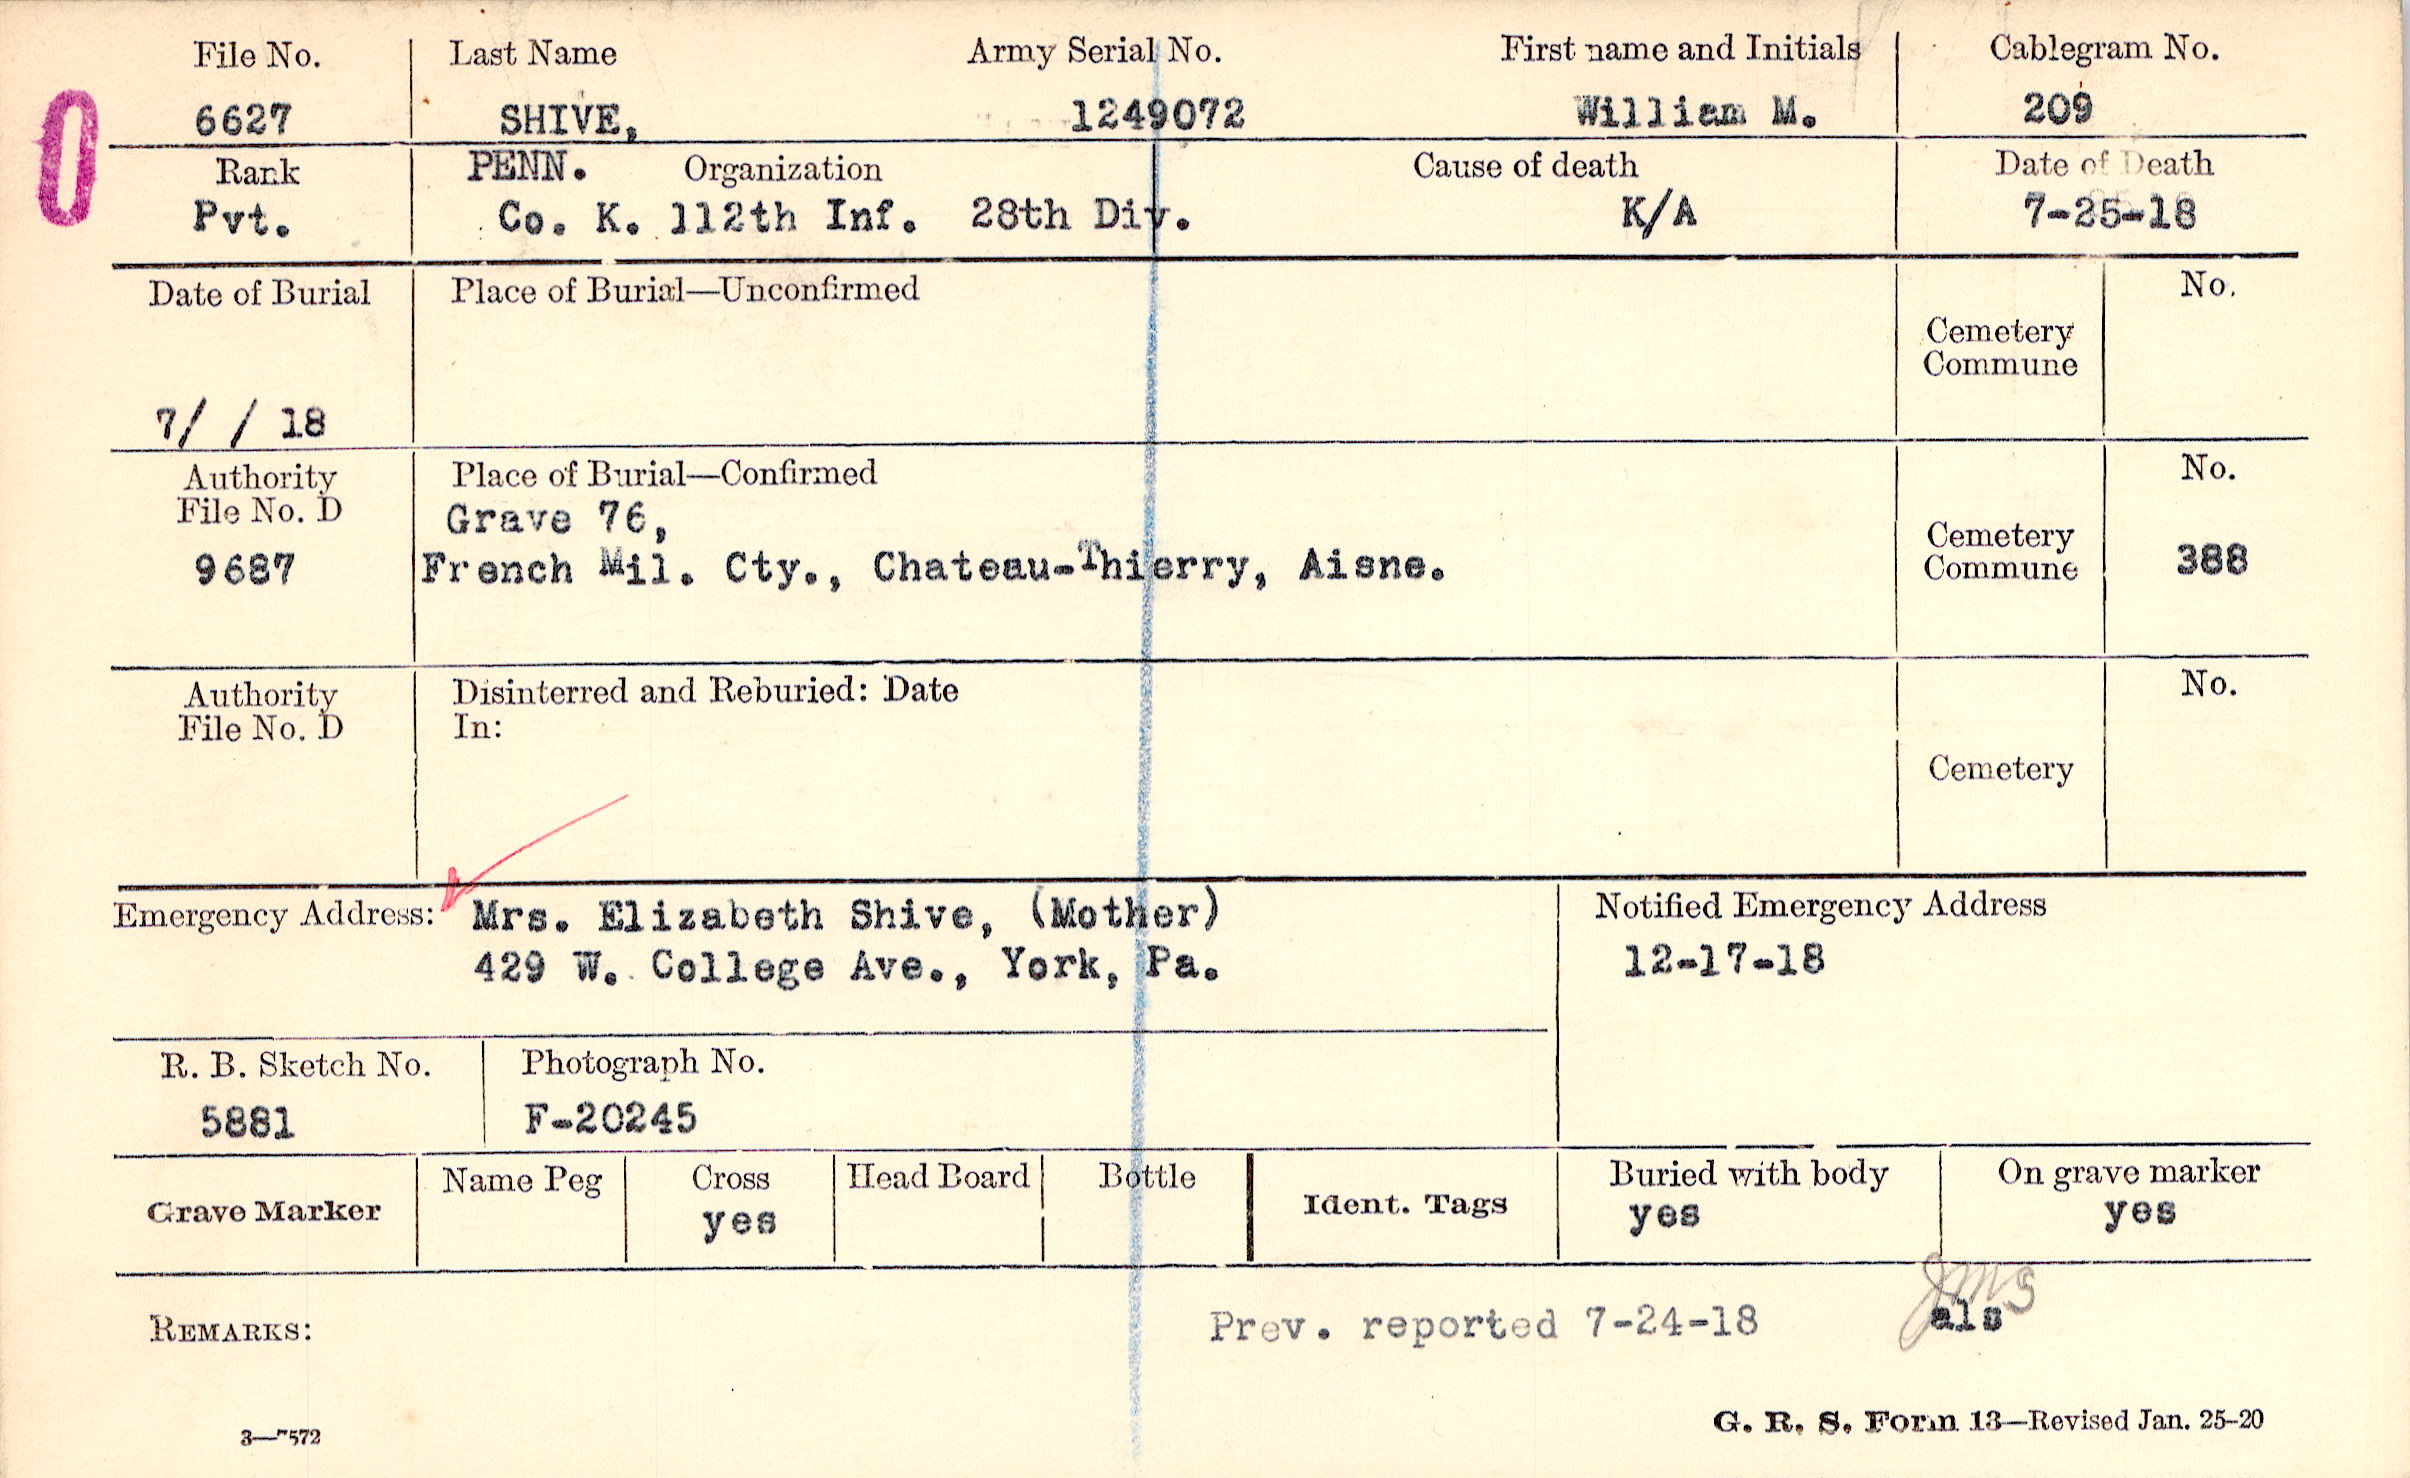 File No. Last Name Army Serial No. First name and Initials Cablegram No.
0
6627 SHIVE, 1249072 William M. 209
Rank PENN. Organization Cause of death Date of Death
Pvt. Co. K. 112th Inf. 28th Div. K/A 7-25-18
Date of Burial Place of Burial—Unconfirmed No.
Cemetery
Commune
7/ / 18
Authority Place of Burial—Confirmed No.
File No. D Grave 76,
Cemetery
9687 French Mil. Cty., Chateau-Thierry, Aisne. Commune 388
Authority Disinterred and Reburied: Date No.
File No. D In:
Cemetery
Emergency Address: Mrs. Elizabeth Shive, (Mother) Notified Emergency Address
429 W. College Ave., York, Pa. 12-17-18
R. B. Sketch No. Photograph No.
5881 F-20245
Grave Marker Name Peg Cross Head Board Bottle Ident. Tags Buried with body On grave marker
yes yes yes
JMS
REMARKS: Prev. reported 7-24-18 als
3—7572 G. R. S. Form 13—Revised Jan. 25-20